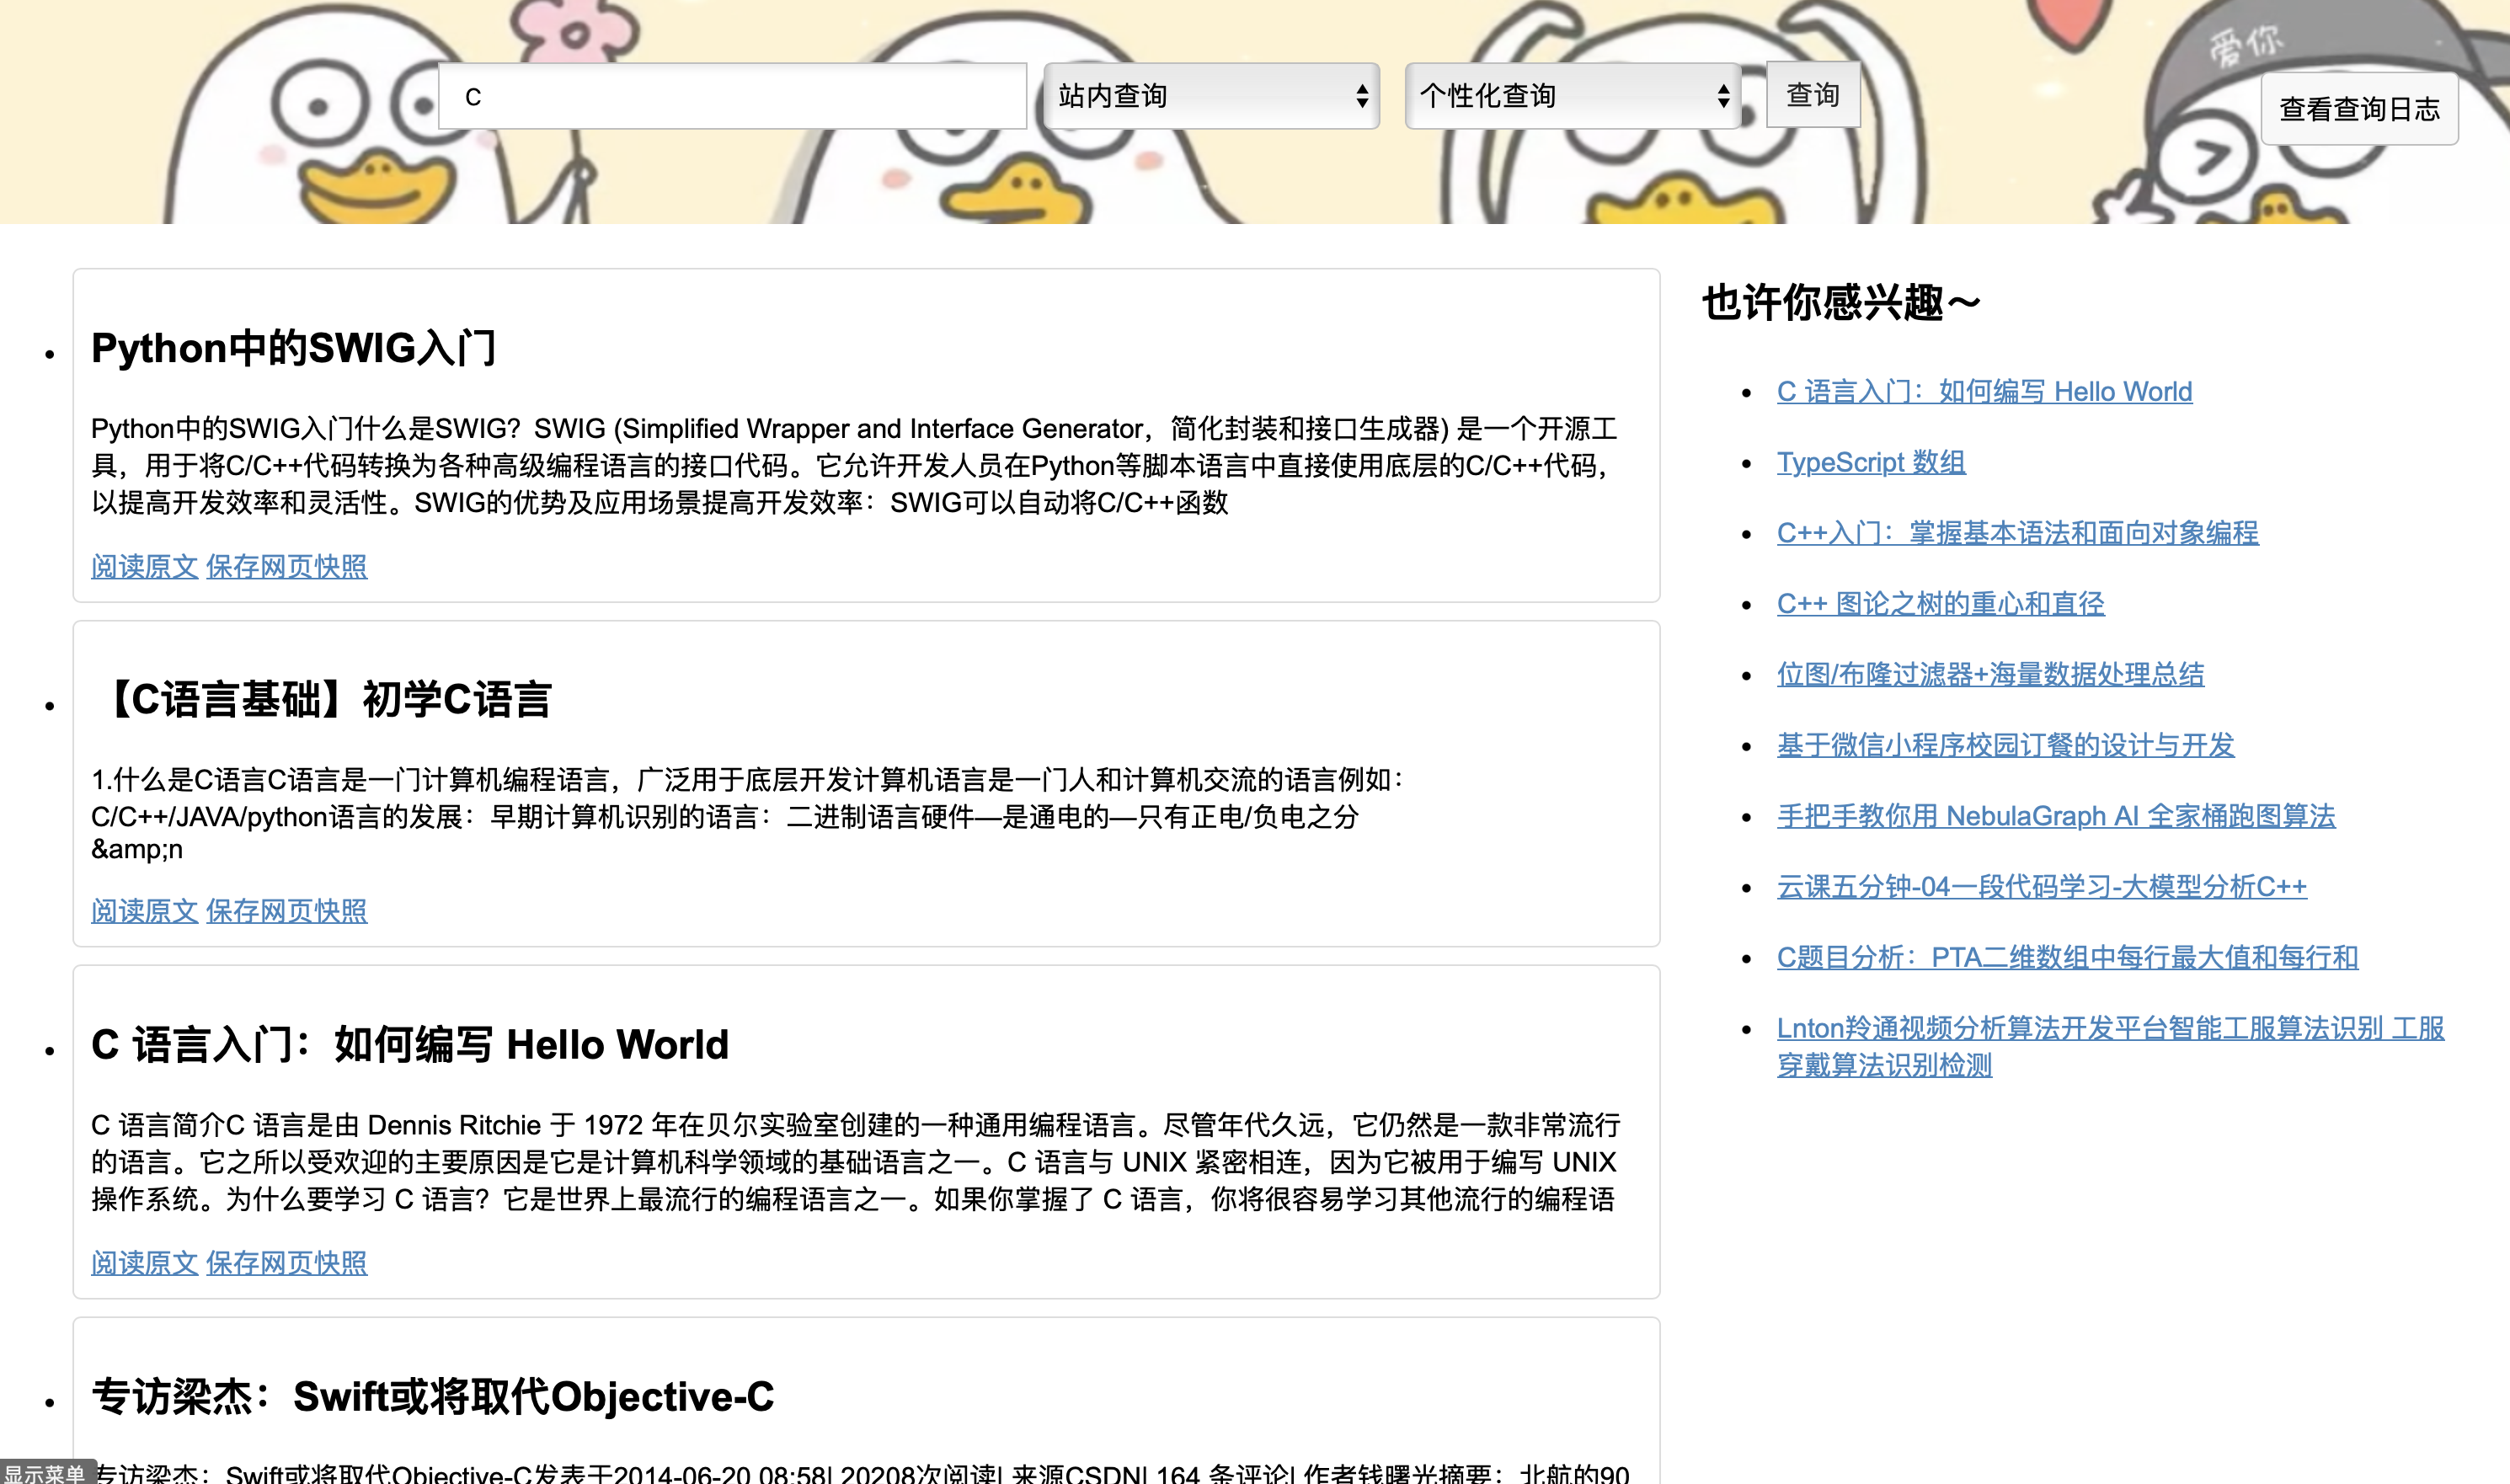 爱你
C
站内查询
个性化查询
查询
查看查询日志
Python中的SWIG入门
Python中的SWIG入门什么是SWIG？SWIG (Simplified Wrapper and Interface Generator，简化封装和接口生成器) 是一个开源工
具，用于将C/C++代码转换为各种高级编程语言的接口代码。它允许开发人员在Python等脚本语言中直接使用底层的C/C++代码，
以提高开发效率和灵活性。SWIG的优势及应用场景提高开发效率：SWIG可以自动将C/C++函数
阅读原文 保存网页快照
【C语言基础】初学C语言
1.什么是C语言C语言是一门计算机编程语言，广泛用于底层开发计算机语言是一门人和计算机交流的语言例如：
C/C++/JAVA/python语言的发展：早期计算机识别的语言：二进制语言硬件—是通电的—只有正电/负电之分
&amp;n
阅读原文 保存网页快照
C 语言入门：如何编写 Hello World
C 语言简介C 语言是由 Dennis Ritchie 于 1972 年在贝尔实验室创建的一种通用编程语言。尽管年代久远，它仍然是一款非常流行
的语言。它之所以受欢迎的主要原因是它是计算机科学领域的基础语言之一。C 语言与 UNIX 紧密相连，因为它被用于编写 UNIX
操作系统。为什么要学习 C 语言？它是世界上最流行的编程语言之一。如果你掌握了 C 语言，你将很容易学习其他流行的编程语
阅读原文 保存网页快照
专访梁杰：Swift或将取代Objective-C
专访梁杰：Swift或将取代Objective-C发表于2014-06-20 08:58| 20208次阅读| 来源CSDN| 164 条评论| 作者钱曙光摘要：北航的90
显示菜单
也许你感兴趣～
C 语言入门：如何编写 Hello World
TypeScript 数组
C++入门：掌握基本语法和面向对象编程
C++ 图论之树的重心和直径
位图/布隆过滤器+海量数据处理总结
基于微信小程序校园订餐的设计与开发
手把手教你用 NebulaGraph AI 全家桶跑图算法
云课五分钟-04一段代码学习-大模型分析C++
C题目分析：PTA二维数组中每行最大值和每行和
Lnton羚通视频分析算法开发平台智能工服算法识别 工服
穿戴算法识别检测